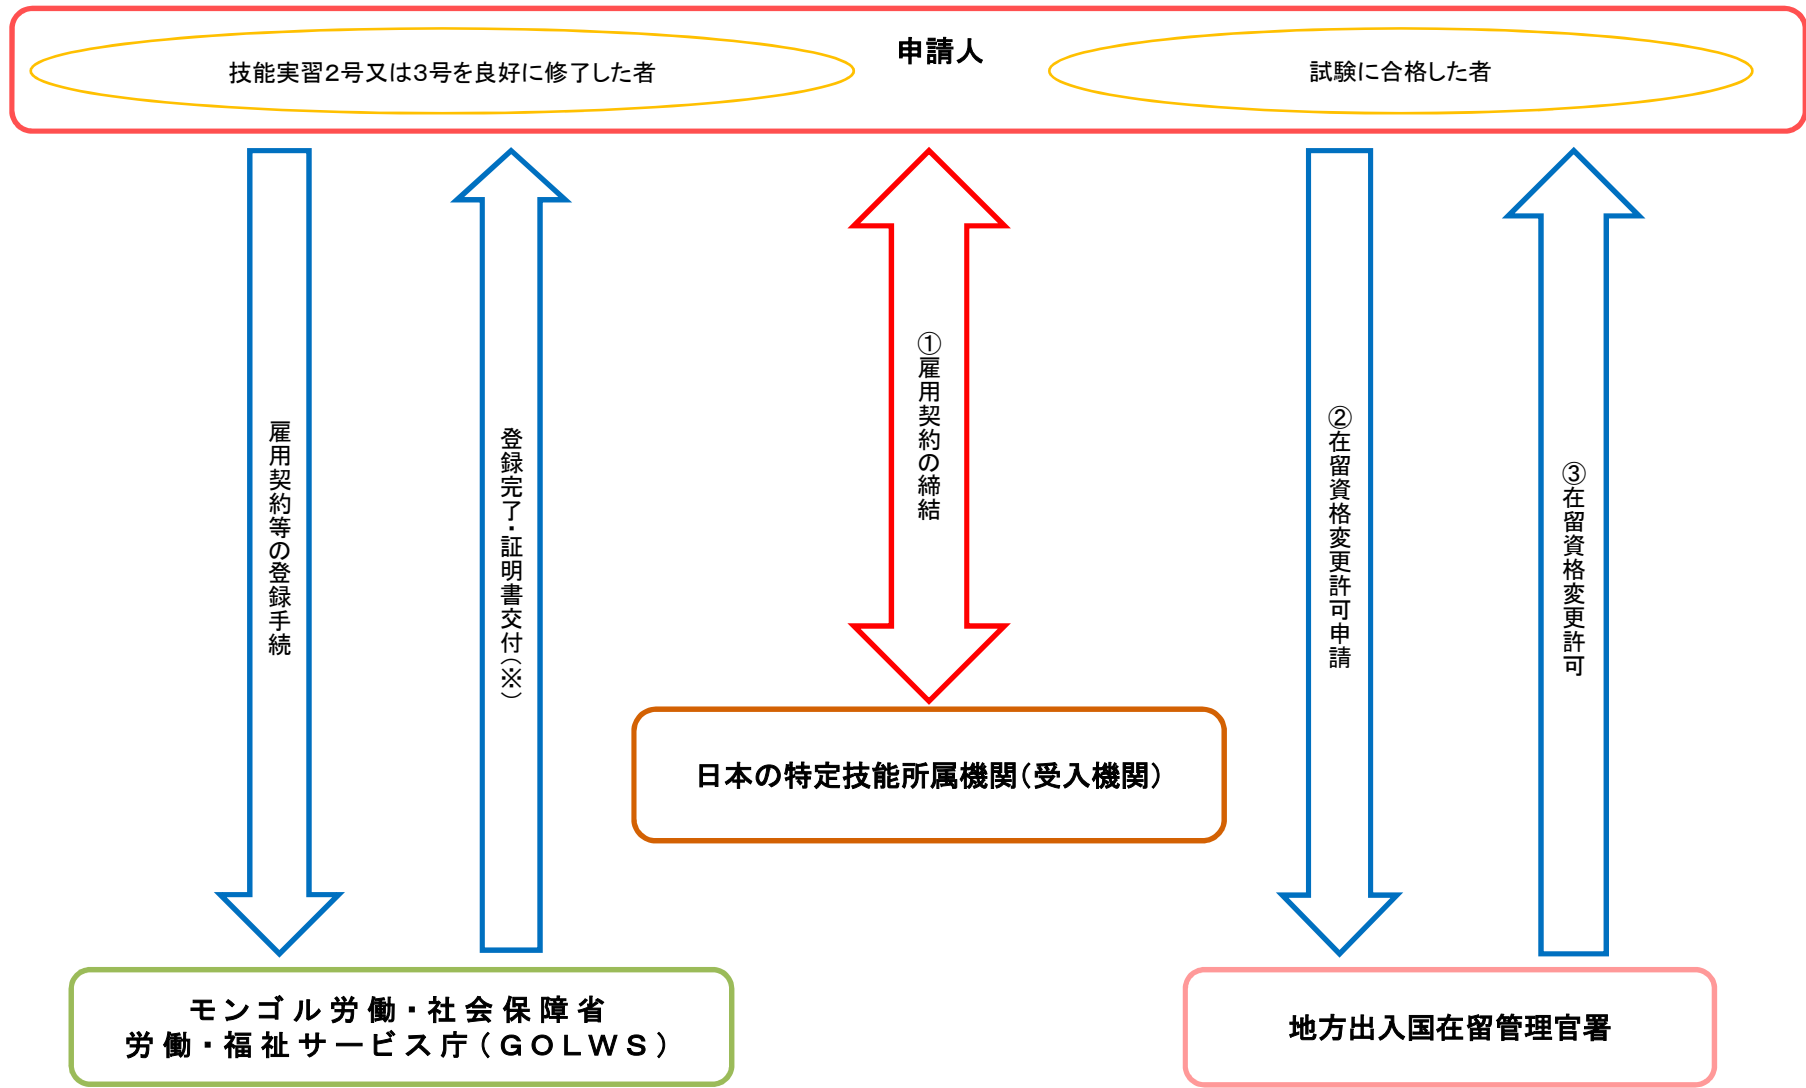 申請人
技能実習２号又は３号を良好に修了した者
試験に合格した者
雇用契約等の登録手続
登録完了・証明書交付（※）
①雇用契約の締結
②在留資格変更許可申請
③在留資格変更許可
日本の特定技能所属機関（受入機関）
モンゴル労働・社会保障省
労働・福祉サービス庁（ＧＯＬＷＳ）
地方出入国在留管理官署